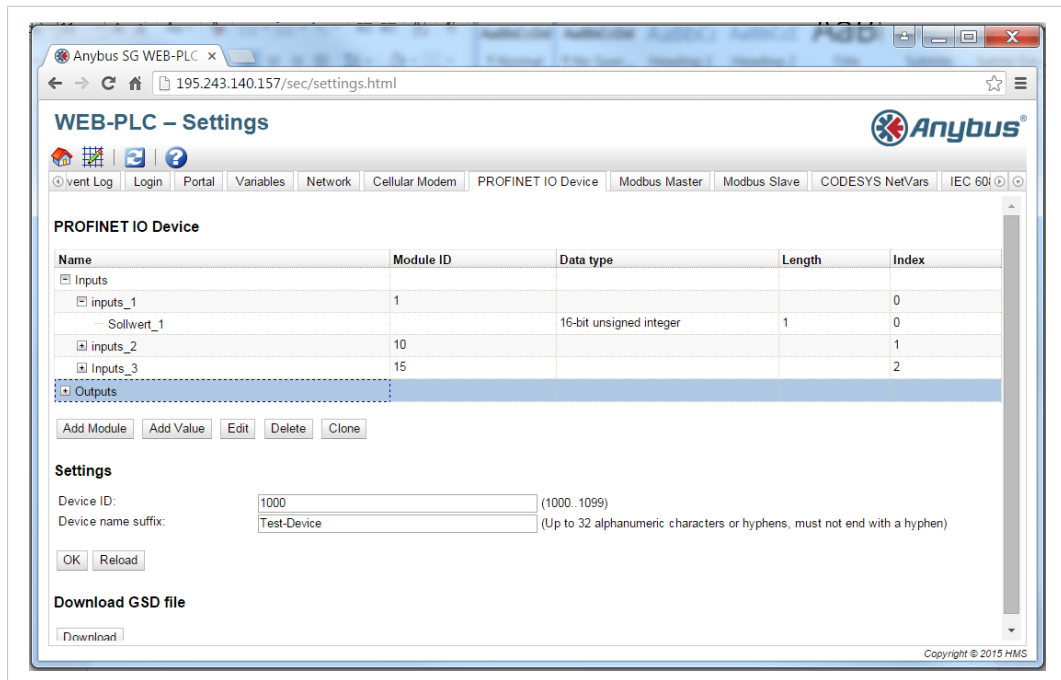 Anybus SG WEB-PLC
195.243.140.157/sec/settings.html
WEB-PLC – Settings
Anybus®
vent Log Login Portal Variables Network Cellular Modem PROFINET IO Device Modbus Master Modbus Slave CODESYS NetVars IEC
PROFINET IO Device
Name Module ID Data type Length Index
Inputs
inputs_1 1 0
Sollwert_1 16-bit unsigned integer 1 0
inputs_2 10 1
Inputs_3 15 2
Outputs
Add Module Add Value Edit Delete Clone
Settings
Device ID: 1000 (1000..1099)
Device name suffix: Test-Device (Up to 32 alphanumeric characters or hyphens, must not end with a hyphen)
OK Reload
Download GSD file
Download
Copyright © 2015 HMS